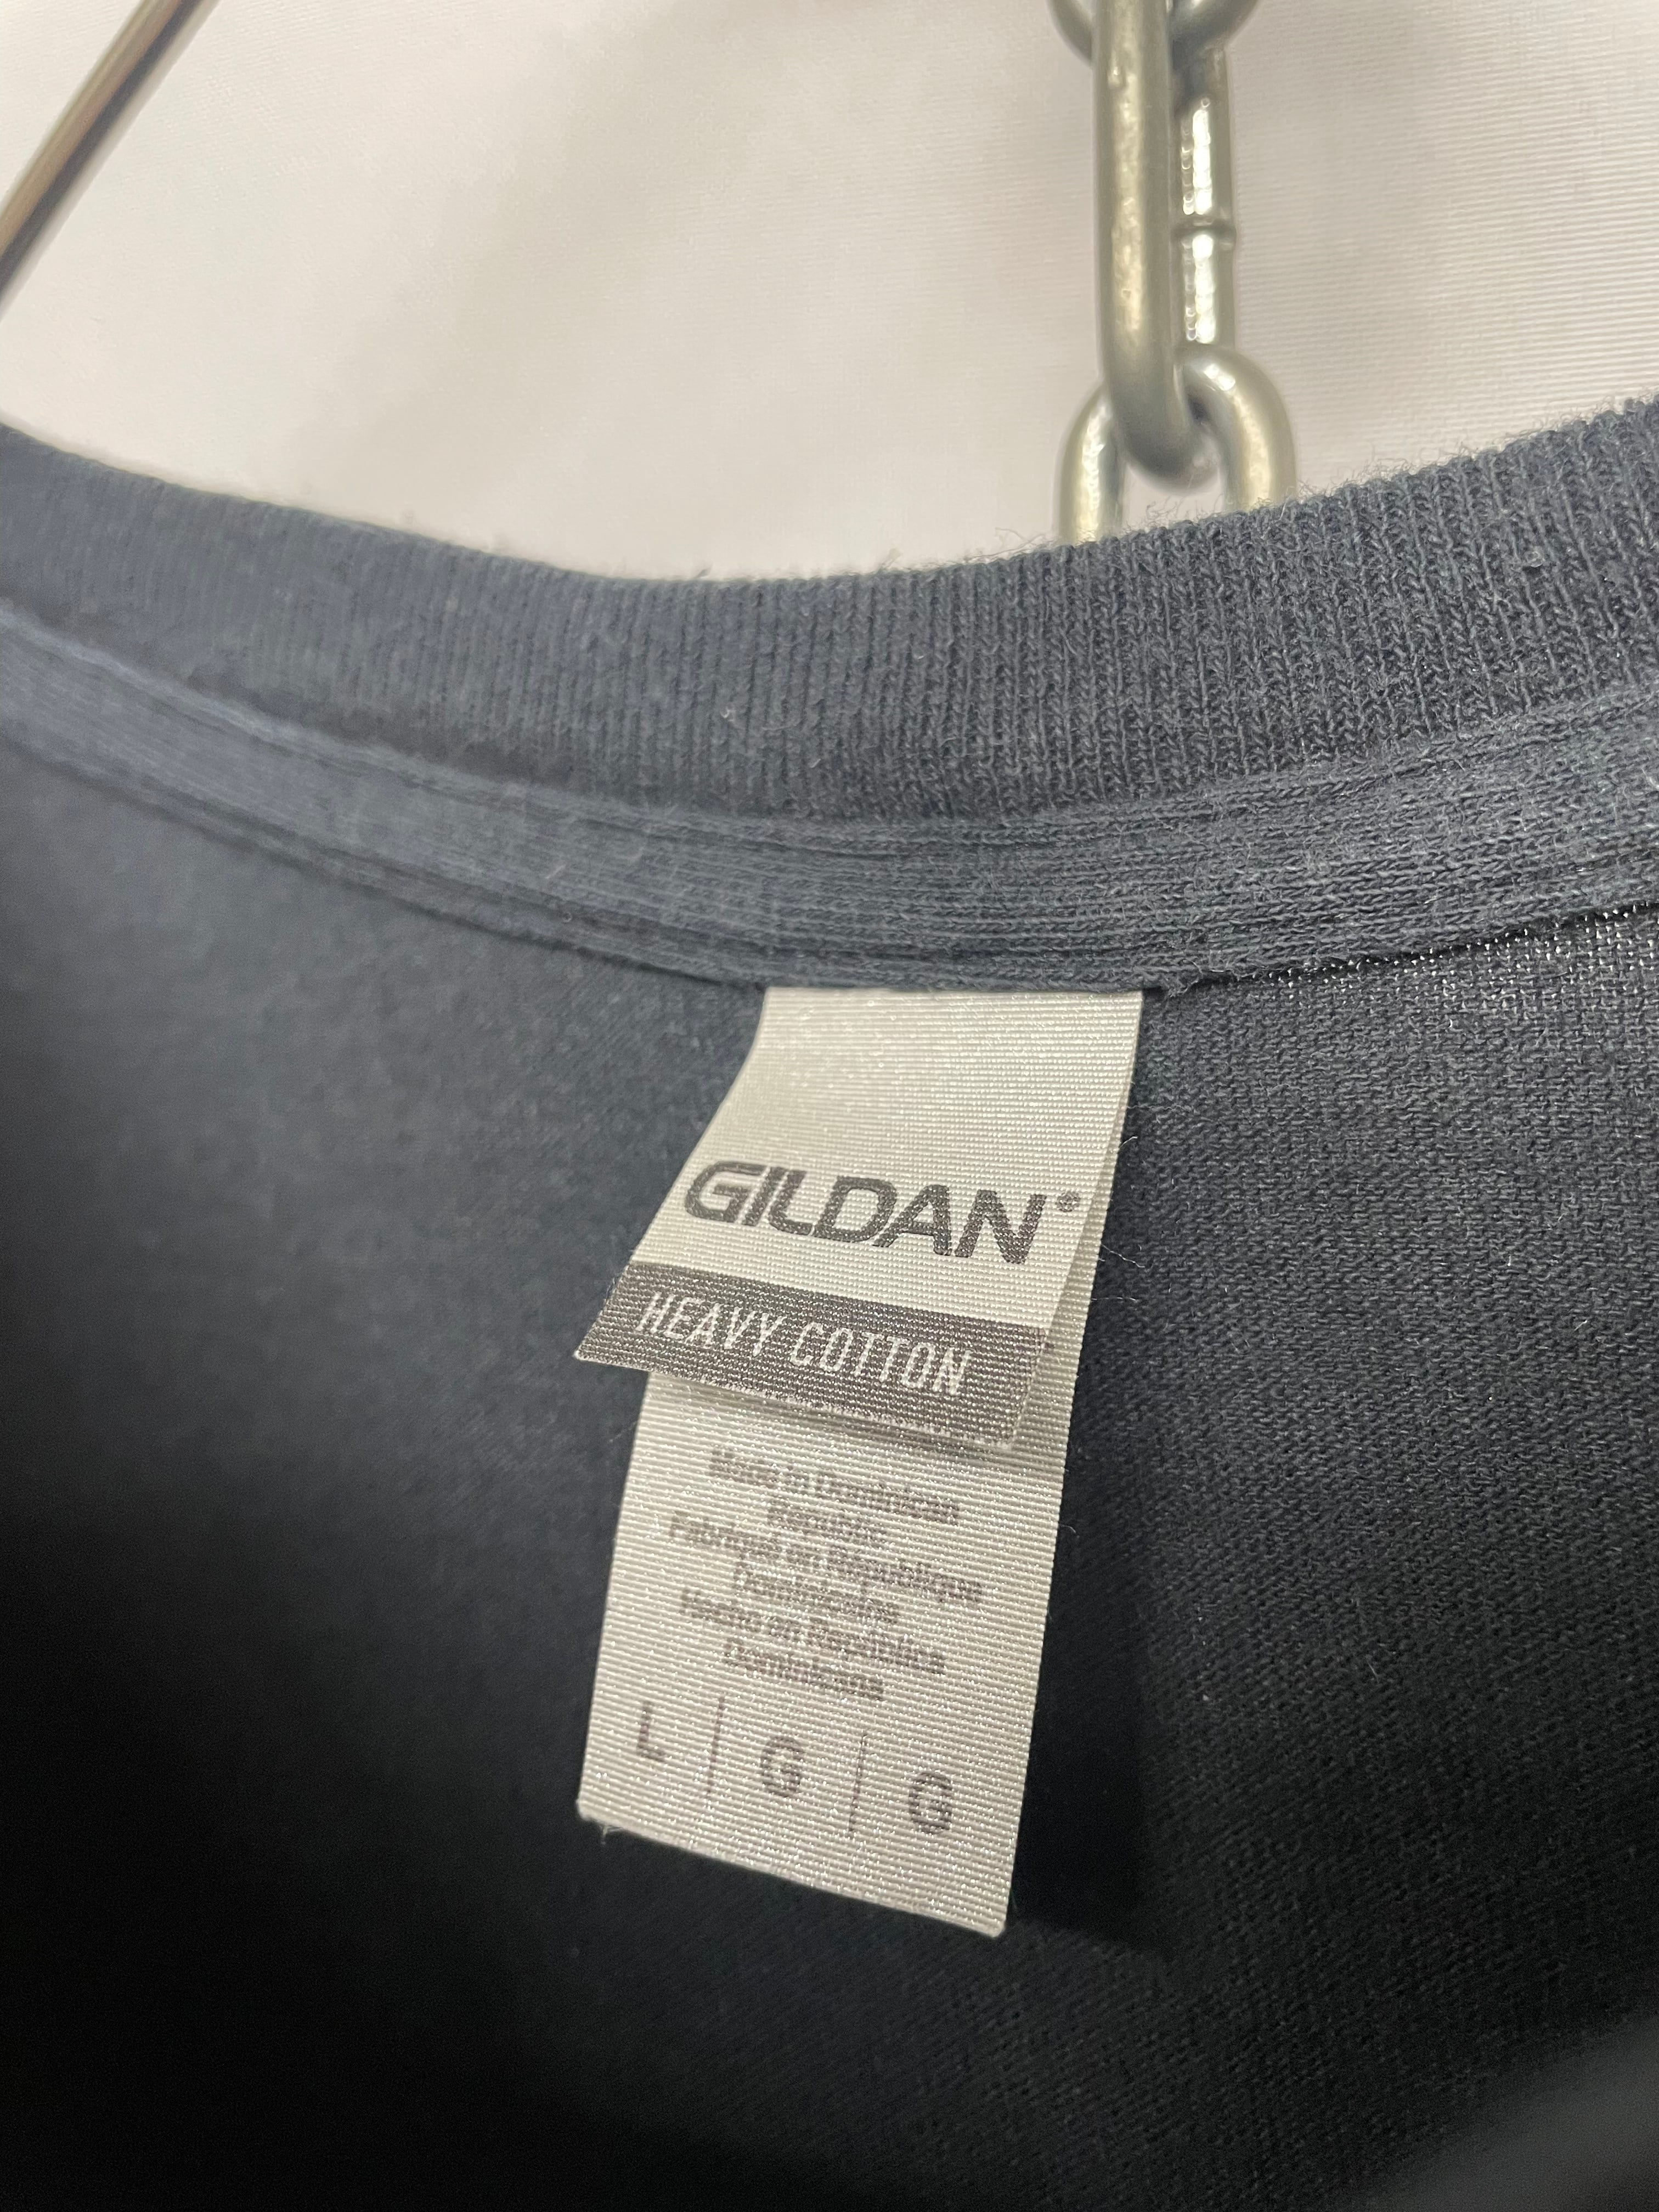 GILDAN®
HEAVY COTTON
Made in Dominican
Republic
Fabriqué en République
Dominicaine
Hecho en República
Dominicana
L | G | G